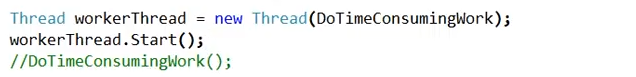 Thread workerThread = new Thread(DoTimeConsumingWork);
workerThread.Start();
//DoTimeConsumingWork();